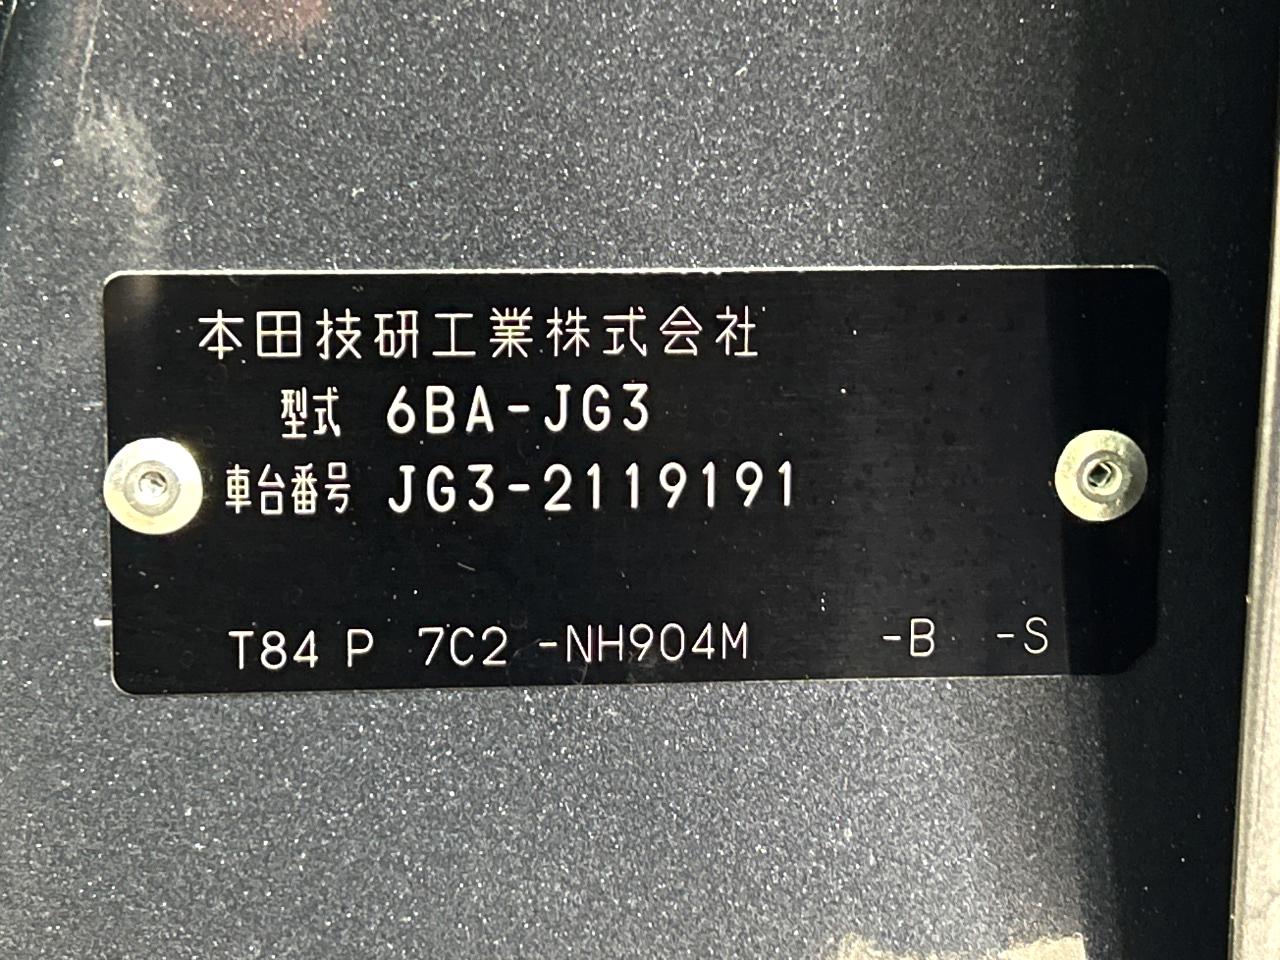 本田技研工業株式会社
型式 6BA-JG3
車台番号 JG3-2119191
T84 P 7C2 -NH904M -B -S